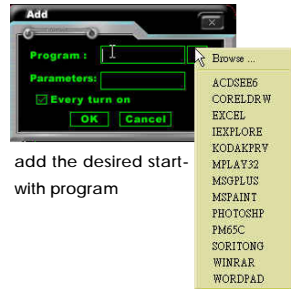 Add
Program :
Parameters:
Every turn on
OK Cancel
add the desired start-
with program
Browse ...
ACDSEE6
CORELDRW
EXCEL
IEXPLORE
KODAKPRV
MPLAY32
MSGPLUS
MSPAINT
PHOTOSHP
PM65C
SORITONG
WINRAR
WORDPAD